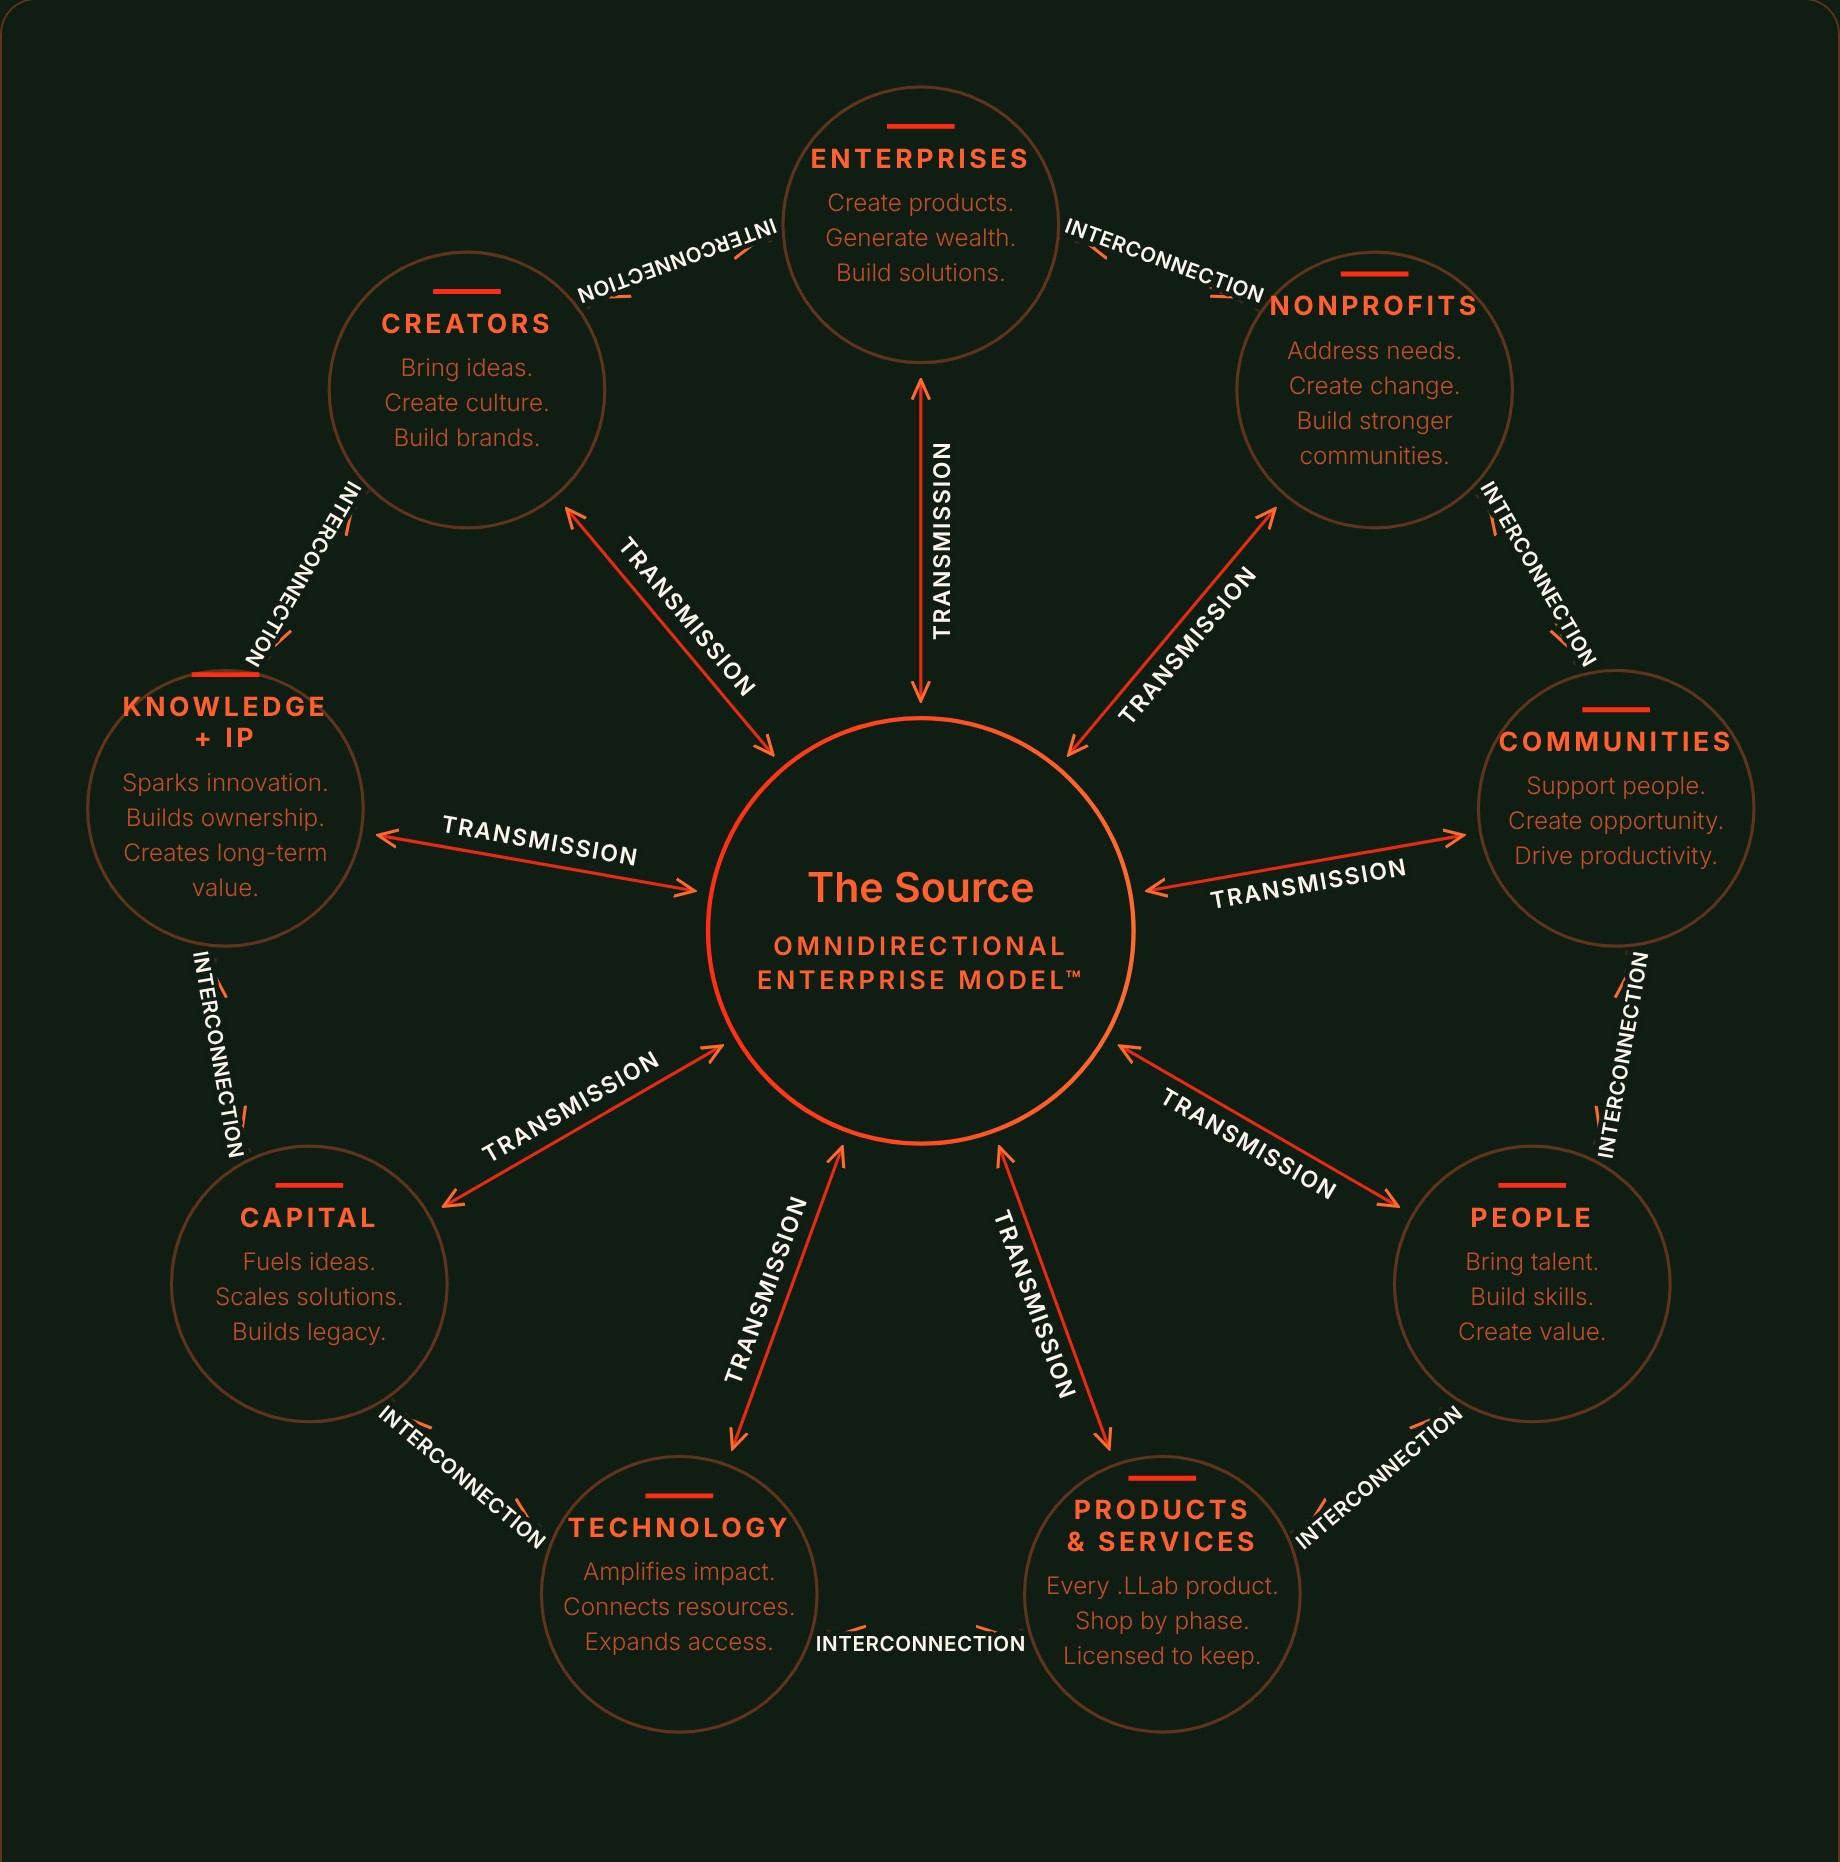 ENTERPRISES
Create products.
Generate wealth.
Build solutions.
INTERCONNECTION
INTERCONNECTION
CREATORS
Bring ideas.
Create culture.
Build brands.
NONPROFITS
Address needs.
Create change.
Build stronger
communities.
TRANSMISSION
TRANSMISSION
TRANSMISSION
INTERCONNECTION
INTERCONNECTION
KNOWLEDGE
+ IP
Sparks innovation.
Builds ownership.
Creates long-term
value.
TRANSMISSION
The Source
OMNIDIRECTIONAL
ENTERPRISE MODEL™
TRANSMISSION
COMMUNITIES
Support people.
Create opportunity.
Drive productivity.
INTERCONNECTION
INTERCONNECTION
TRANSMISSION
TRANSMISSION
CAPITAL
Fuels ideas.
Scales solutions.
Builds legacy.
TRANSMISSION
TRANSMISSION
PEOPLE
Bring talent.
Build skills.
Create value.
INTERCONNECTION
INTERCONNECTION
TECHNOLOGY
Amplifies impact.
Connects resources.
Expands access.
INTERCONNECTION
PRODUCTS
& SERVICES
Every .LLab product.
Shop by phase.
Licensed to keep.